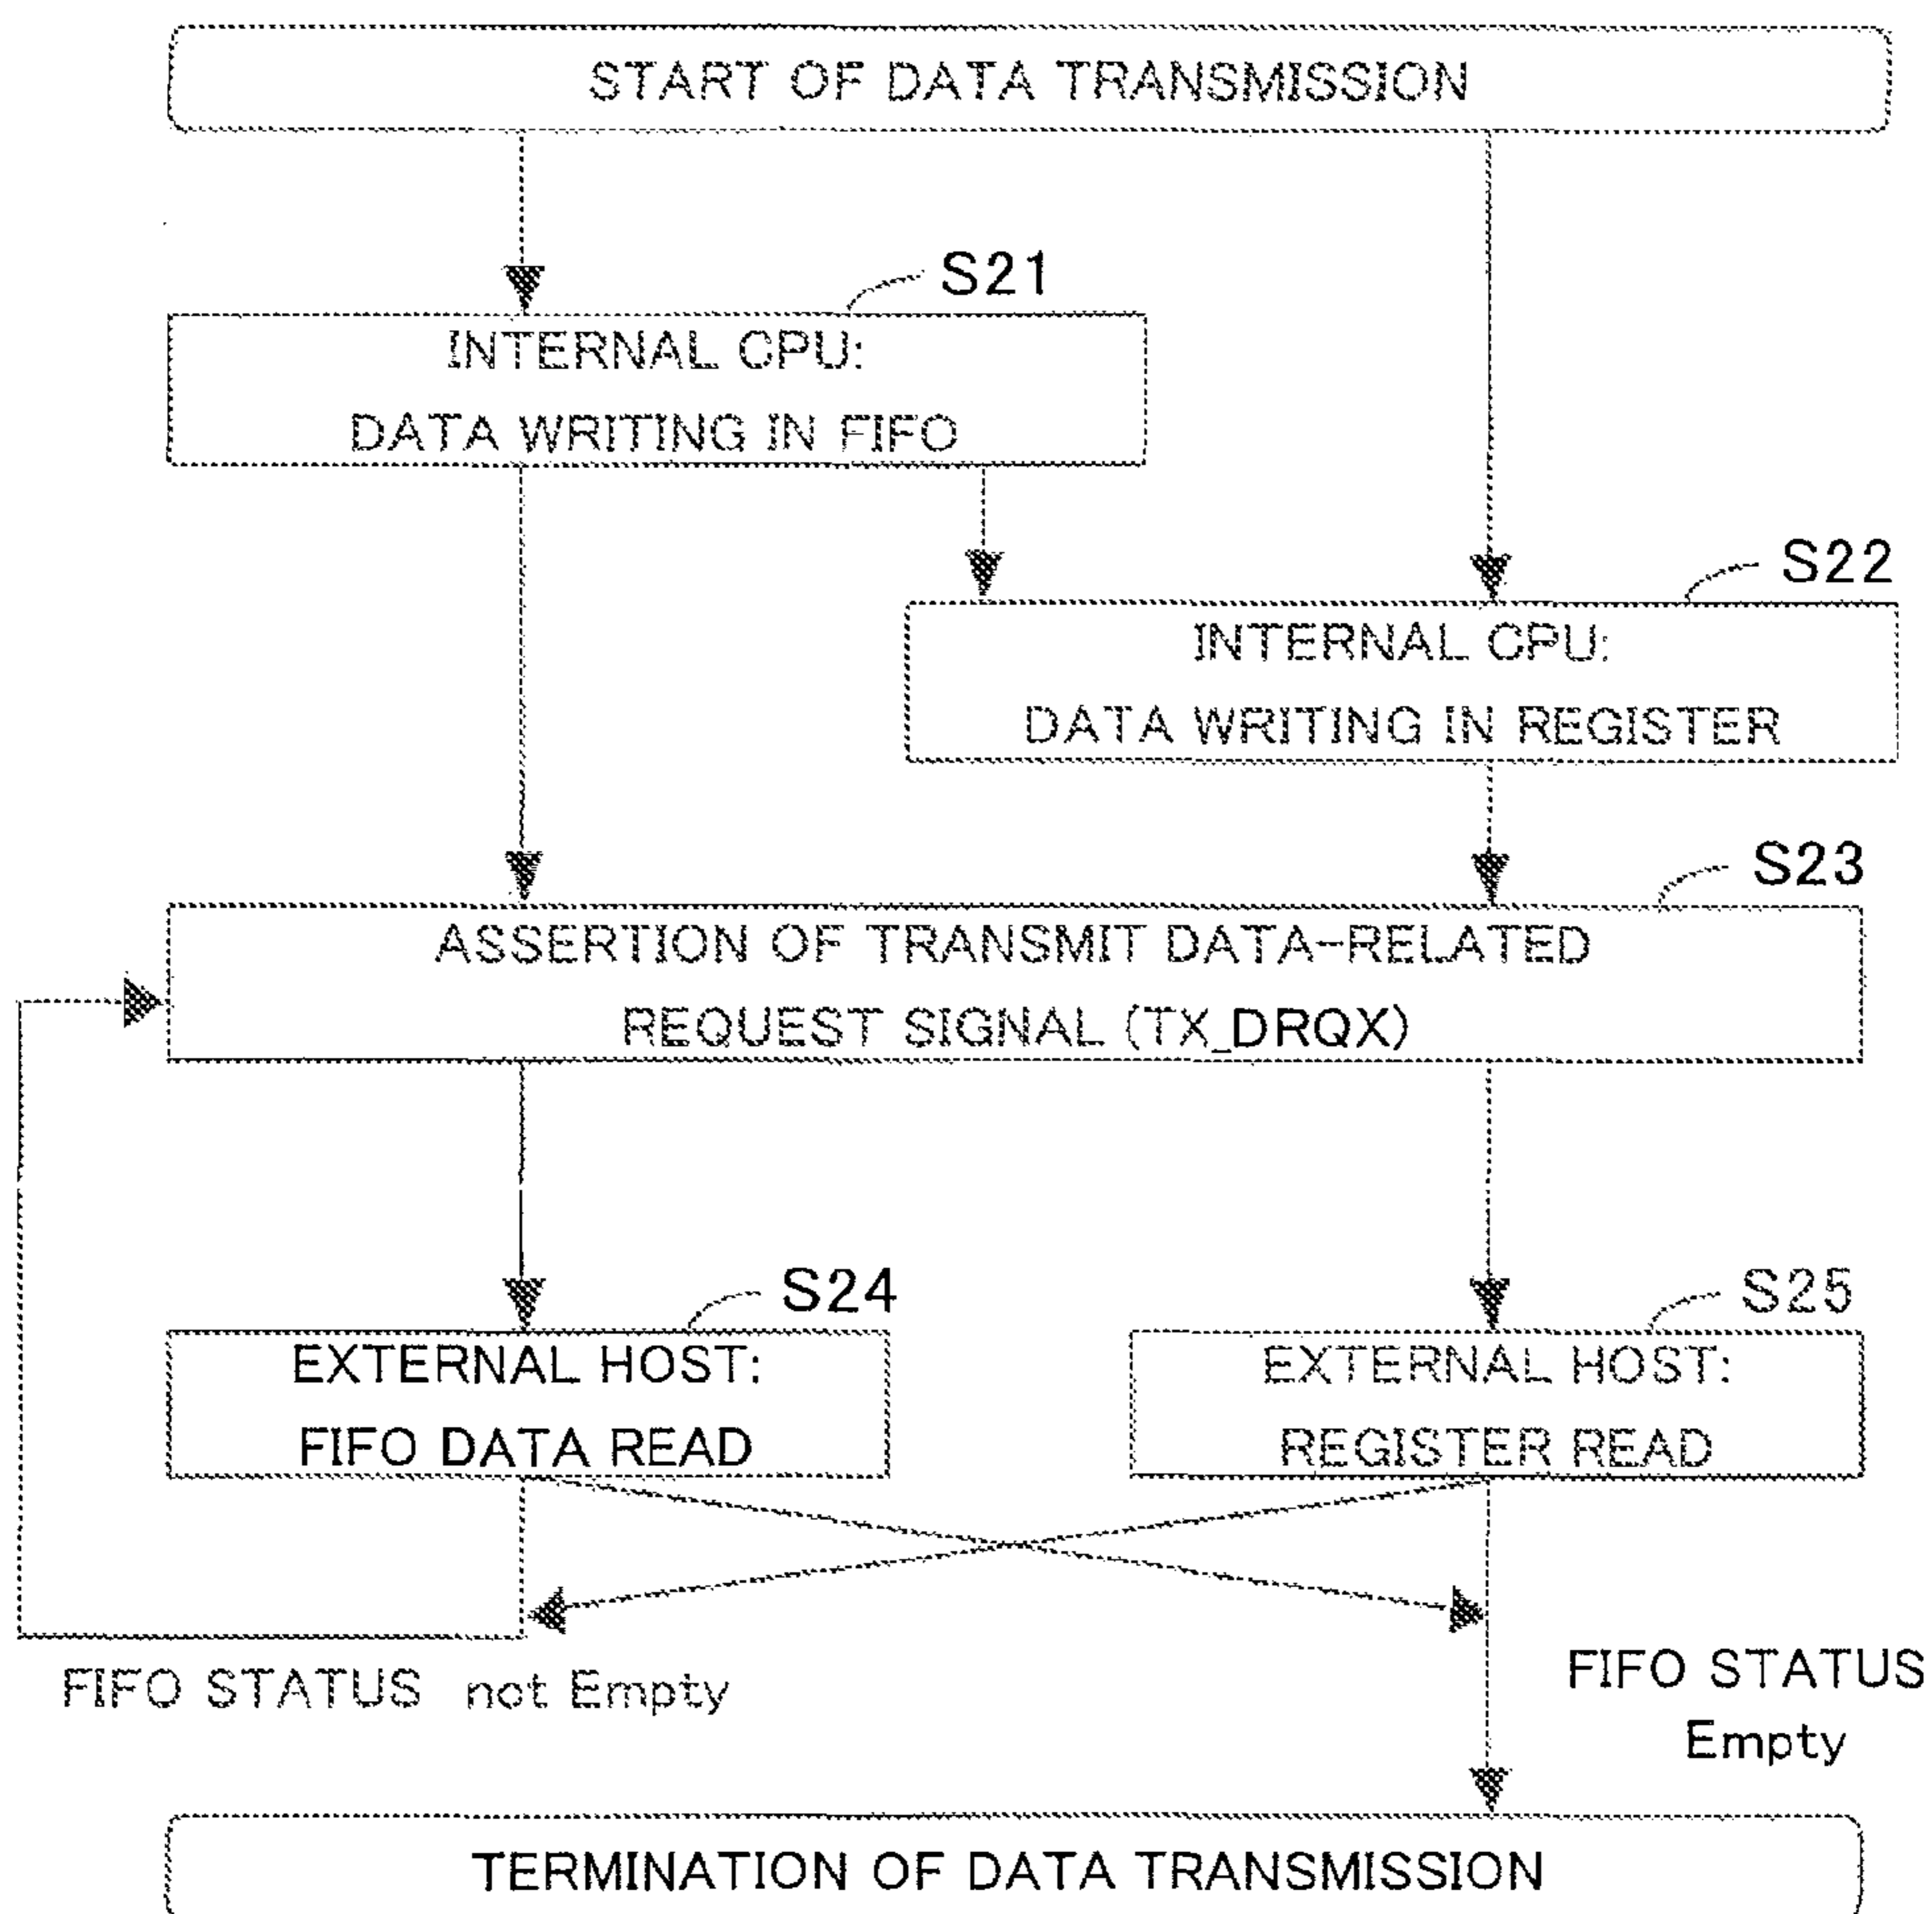 START OF DATA TRANSMISSION
S21
INTERNAL CPU:
DATA WRITING IN FIFO
S22
INTERNAL CPU:
DATA WRITING IN REGISTER
S23
ASSERTION OF TRANSMIT DATA-RELATED
REQUEST SIGNAL (TX_DRQX)
S24
EXTERNAL HOST:
FIFO DATA READ
S25
EXTERNAL HOST:
REGISTER READ
FIFO STATUS not Empty
FIFO STATUS
Empty
TERMINATION OF DATA TRANSMISSION